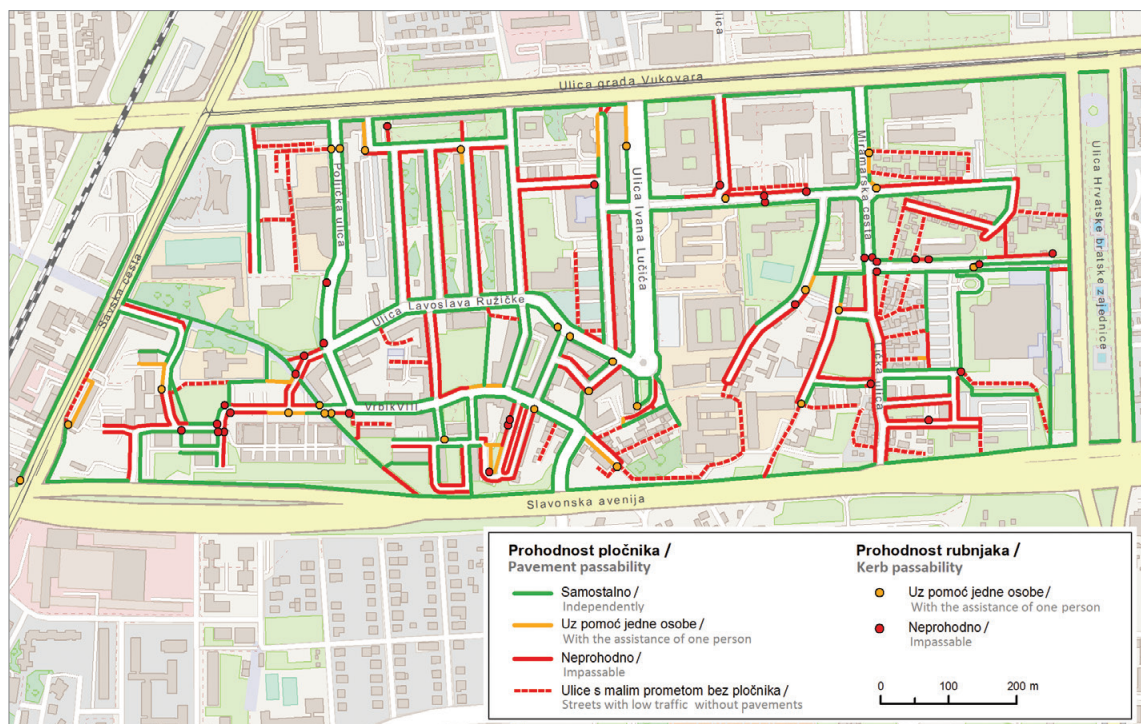 Ulica grada Vukovara
Poljička ulica
Ulica Ivana Lučića
Miramarska cesta
Ulica Hrvatske bratske zajednice
Savska cesta
Ulica Lavoslava Ružičke
Lička ulica
Vrbik VIII
Slavonska avenija
Prohodnost pločnika /
Pavement passability
Samostalno /
Independently
Uz pomoć jedne osobe /
With the assistance of one person
Neprohodno /
Impassable
Ulice s malim prometom bez pločnika /
Streets with low traffic without pavements
Prohodnost rubnjaka /
Kerb passability
Uz pomoć jedne osobe /
With the assistance of one person
Neprohodno /
Impassable
0 100 200 m